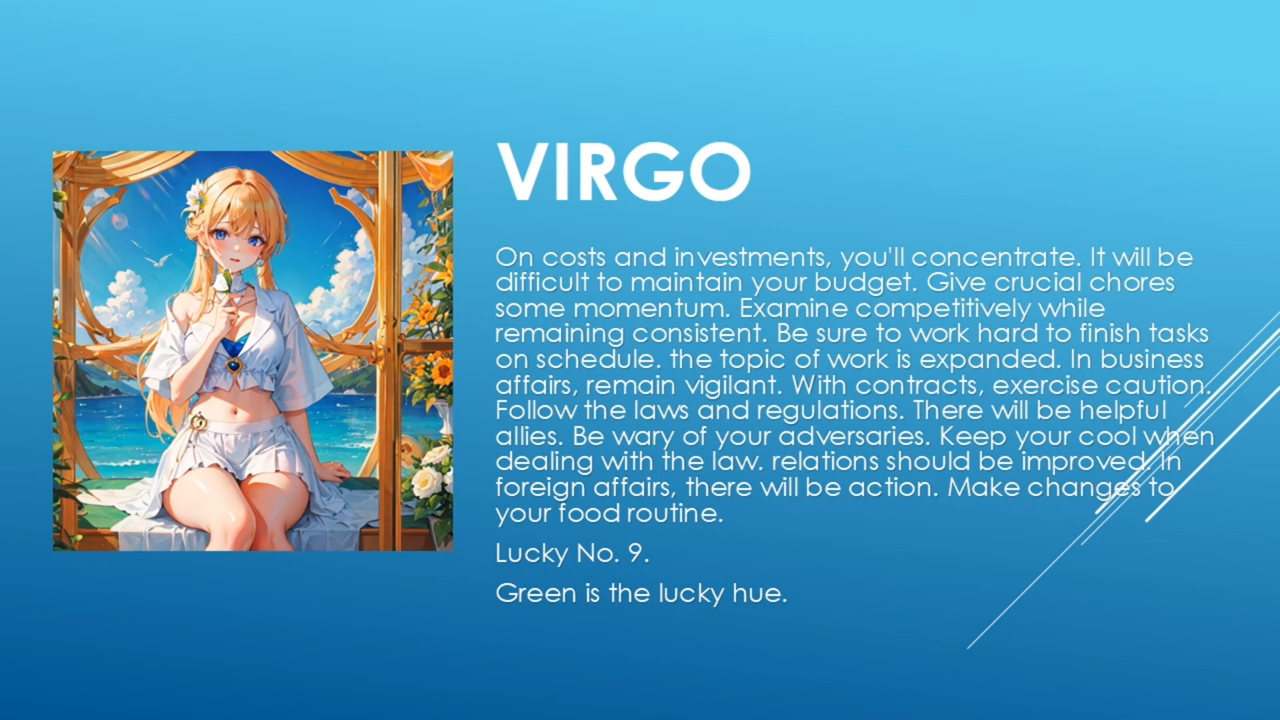 VIRGO
On costs and investments, you'll concentrate. It will be
difficult to maintain your budget. Give crucial chores
some momentum. Examine competitively while
remaining consistent. Be sure to work hard to finish tasks
on schedule. the topic of work is expanded. In business
affairs, remain vigilant. With contracts, exercise caution.
Follow the laws and regulations. There will be helpful
allies. Be wary of your adversaries. Keep your cool when
dealing with the law. relations should be improved. In
foreign affairs, there will be action. Make changes to
your food routine.
Lucky No. 9.
Green is the lucky hue.